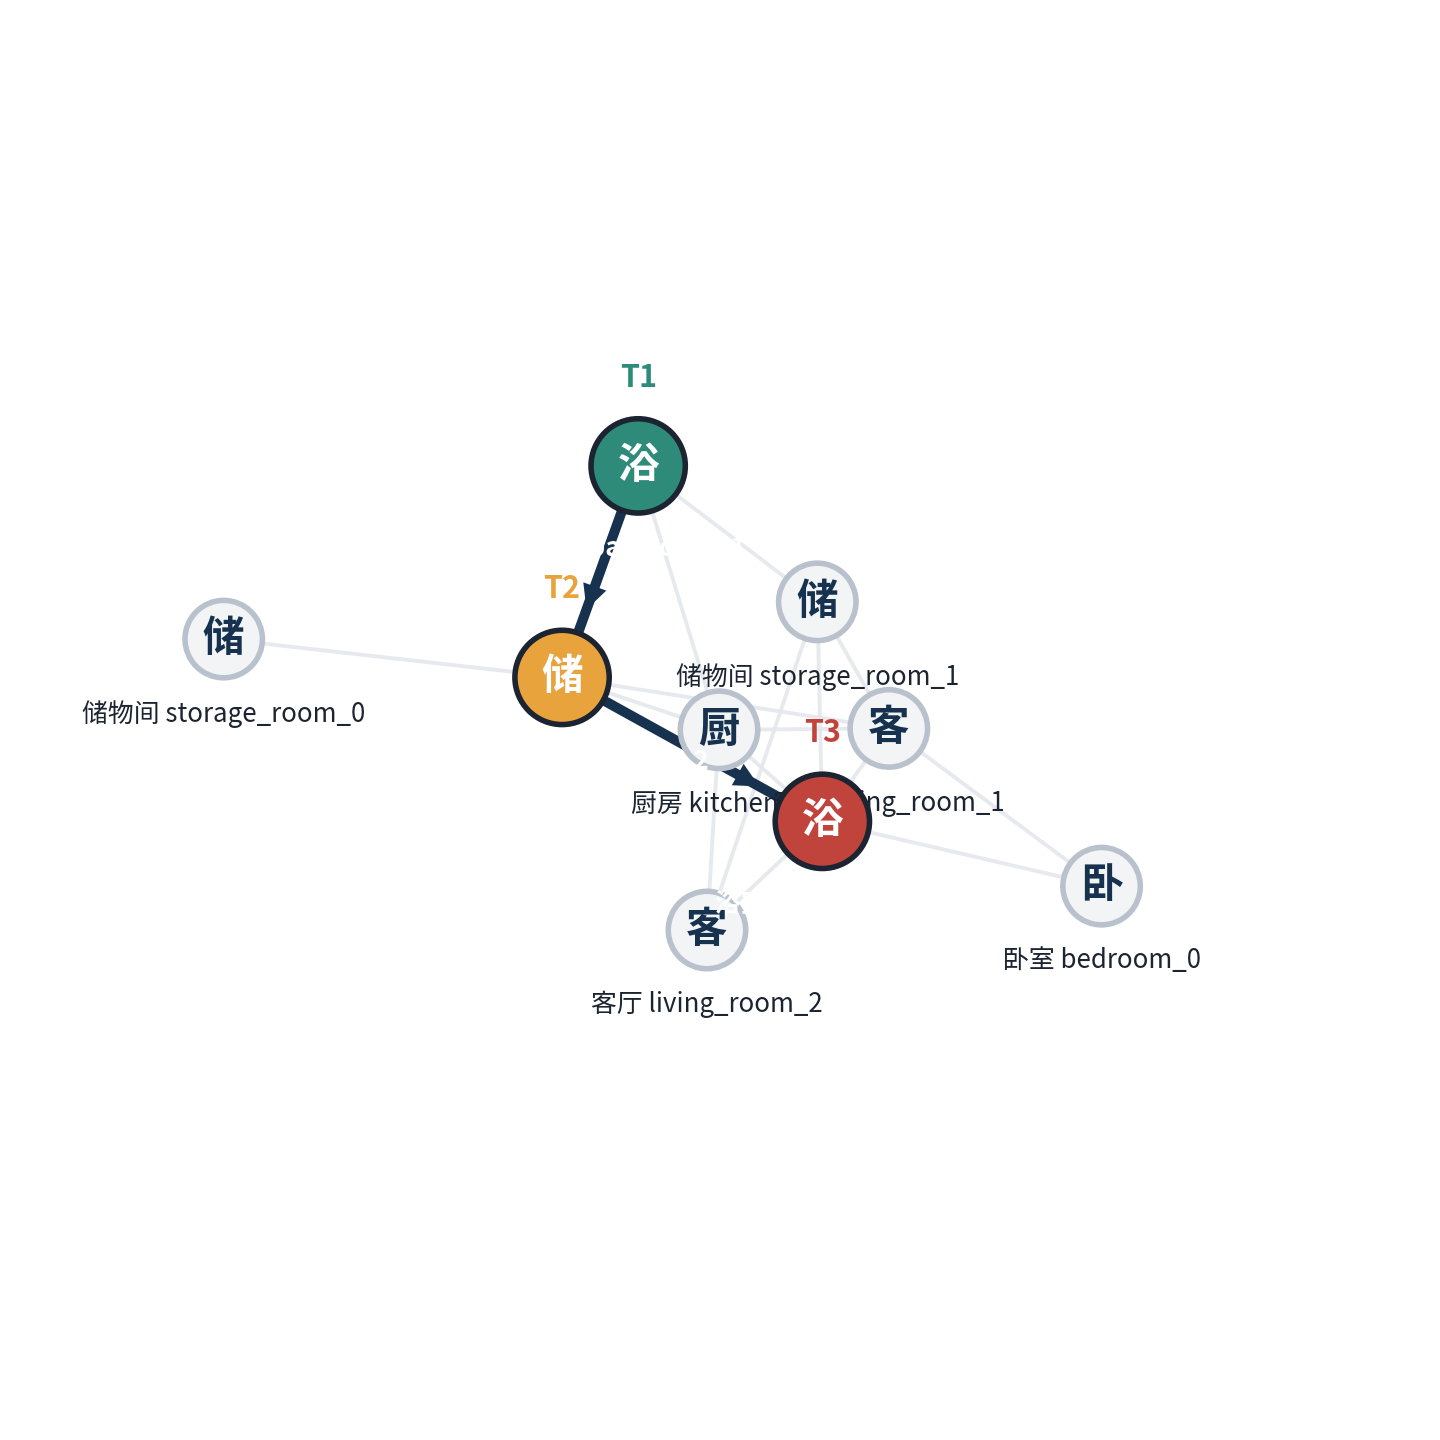 T1
浴
T2
储
储
储
储物间 storage_room_1
储物间 storage_room_0
厨
T3
客
厨房 kitchen
ng_room_1
浴
卧
客
卧室 bedroom_0
客厅 living_room_2